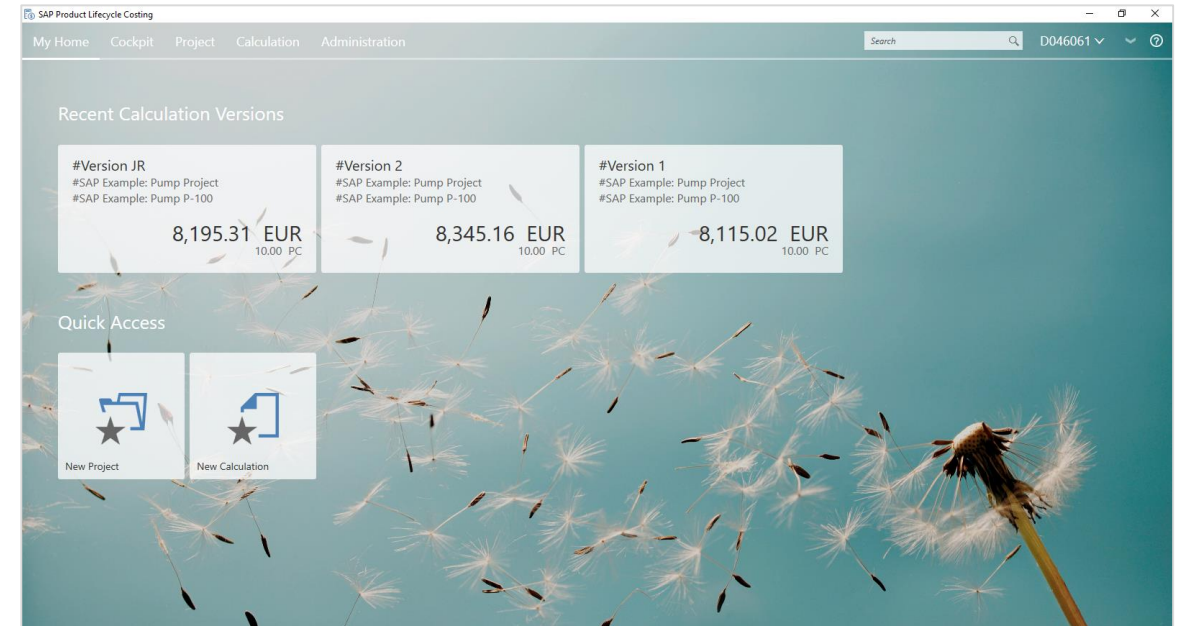 SAP Product Lifecycle Costing
My Home Cockpit Project Calculation Administration Search D046061
Recent Calculation Versions
#Version JR
#SAP Example: Pump Project
#SAP Example: Pump P-100
8,195.31 EUR
10.00 PC
#Version 2
#SAP Example: Pump Project
#SAP Example: Pump P-100
8,345.16 EUR
10.00 PC
#Version 1
#SAP Example: Pump Project
#SAP Example: Pump P-100
8,115.02 EUR
10.00 PC
Quick Access
New Project
New Calculation